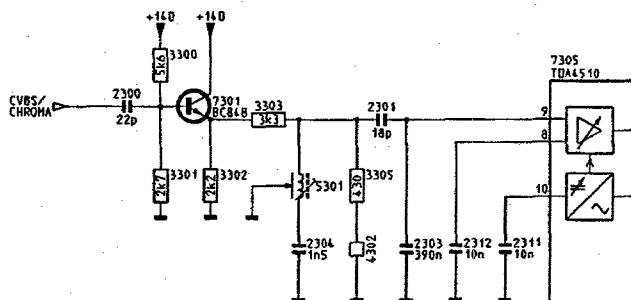 +14D
+14D
3300
5k6
7305
TDA4510
2300
CVBS/
CHROMA
22p
7301
BC848
3303
3k3
2301
18p
9
8
3301
2k7
3302
2k2
5301
3305
430
10
2304
1n5
4302
2303
390n
2312
10n
2311
10n